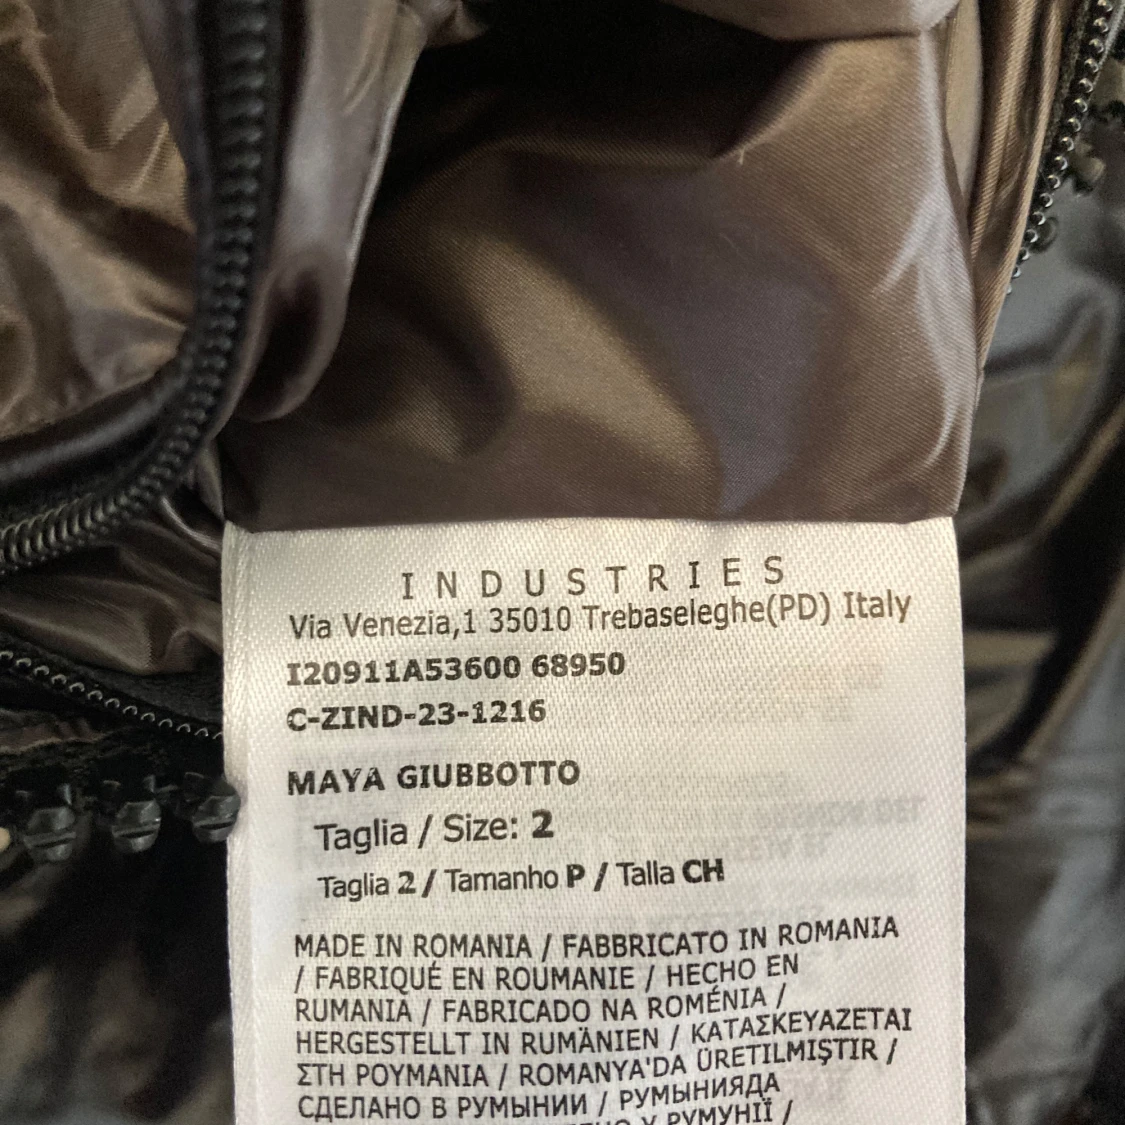 INDUSTRIES
Via Venezia,1 35010 Trebaseleghe(PD) Italy
I20911A53600 68950
C-ZIND-23-1216
MAYA GIUBBOTTO
Taglia / Size: 2
Taglia 2 / Tamanho P / Talla CH
MADE IN ROMANIA / FABBRICATO IN ROMANIA
/ FABRIQUÉ EN ROUMANIE / HECHO EN
RUMANIA / FABRICADO NA ROMÉNIA /
HERGESTELLT IN RUMÄNIEN / ΚΑΤΑΣΚΕΥΑΖΕΤΑΙ
ΣΤΗ ΡΟΥΜΑΝΙΑ / ROMANYA'DA ÜRETILMIŞTIR /
СДЕЛАНО В РУМЫНИИ / РУМЫНИЯДА
У РУМУНІЇ /